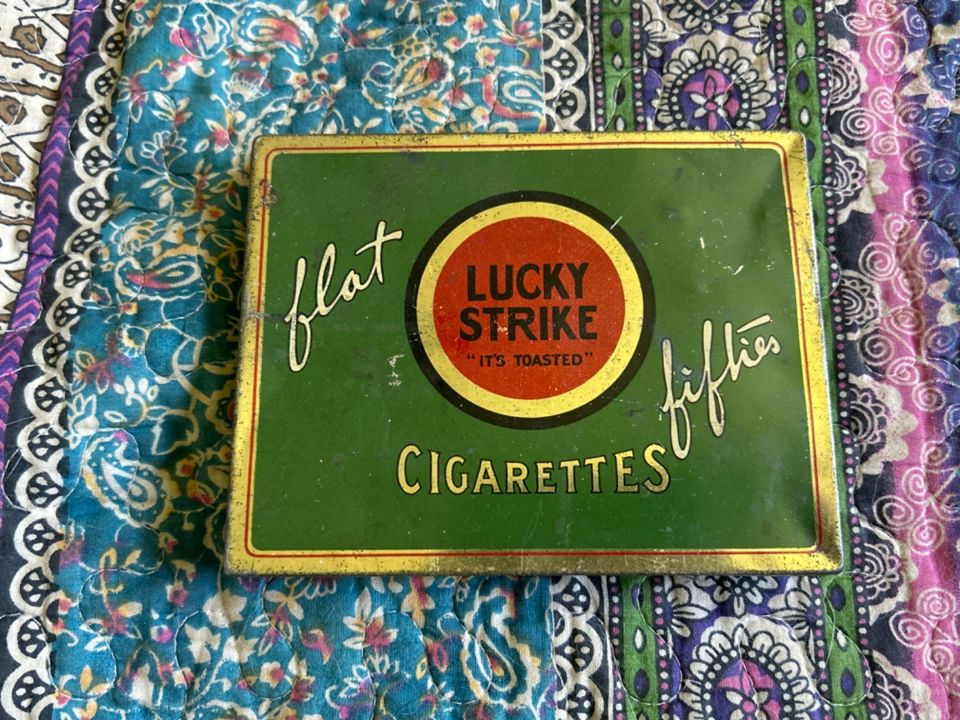 flat
LUCKY
STRIKE
"IT'S TOASTED"
fifties
CIGARETTES